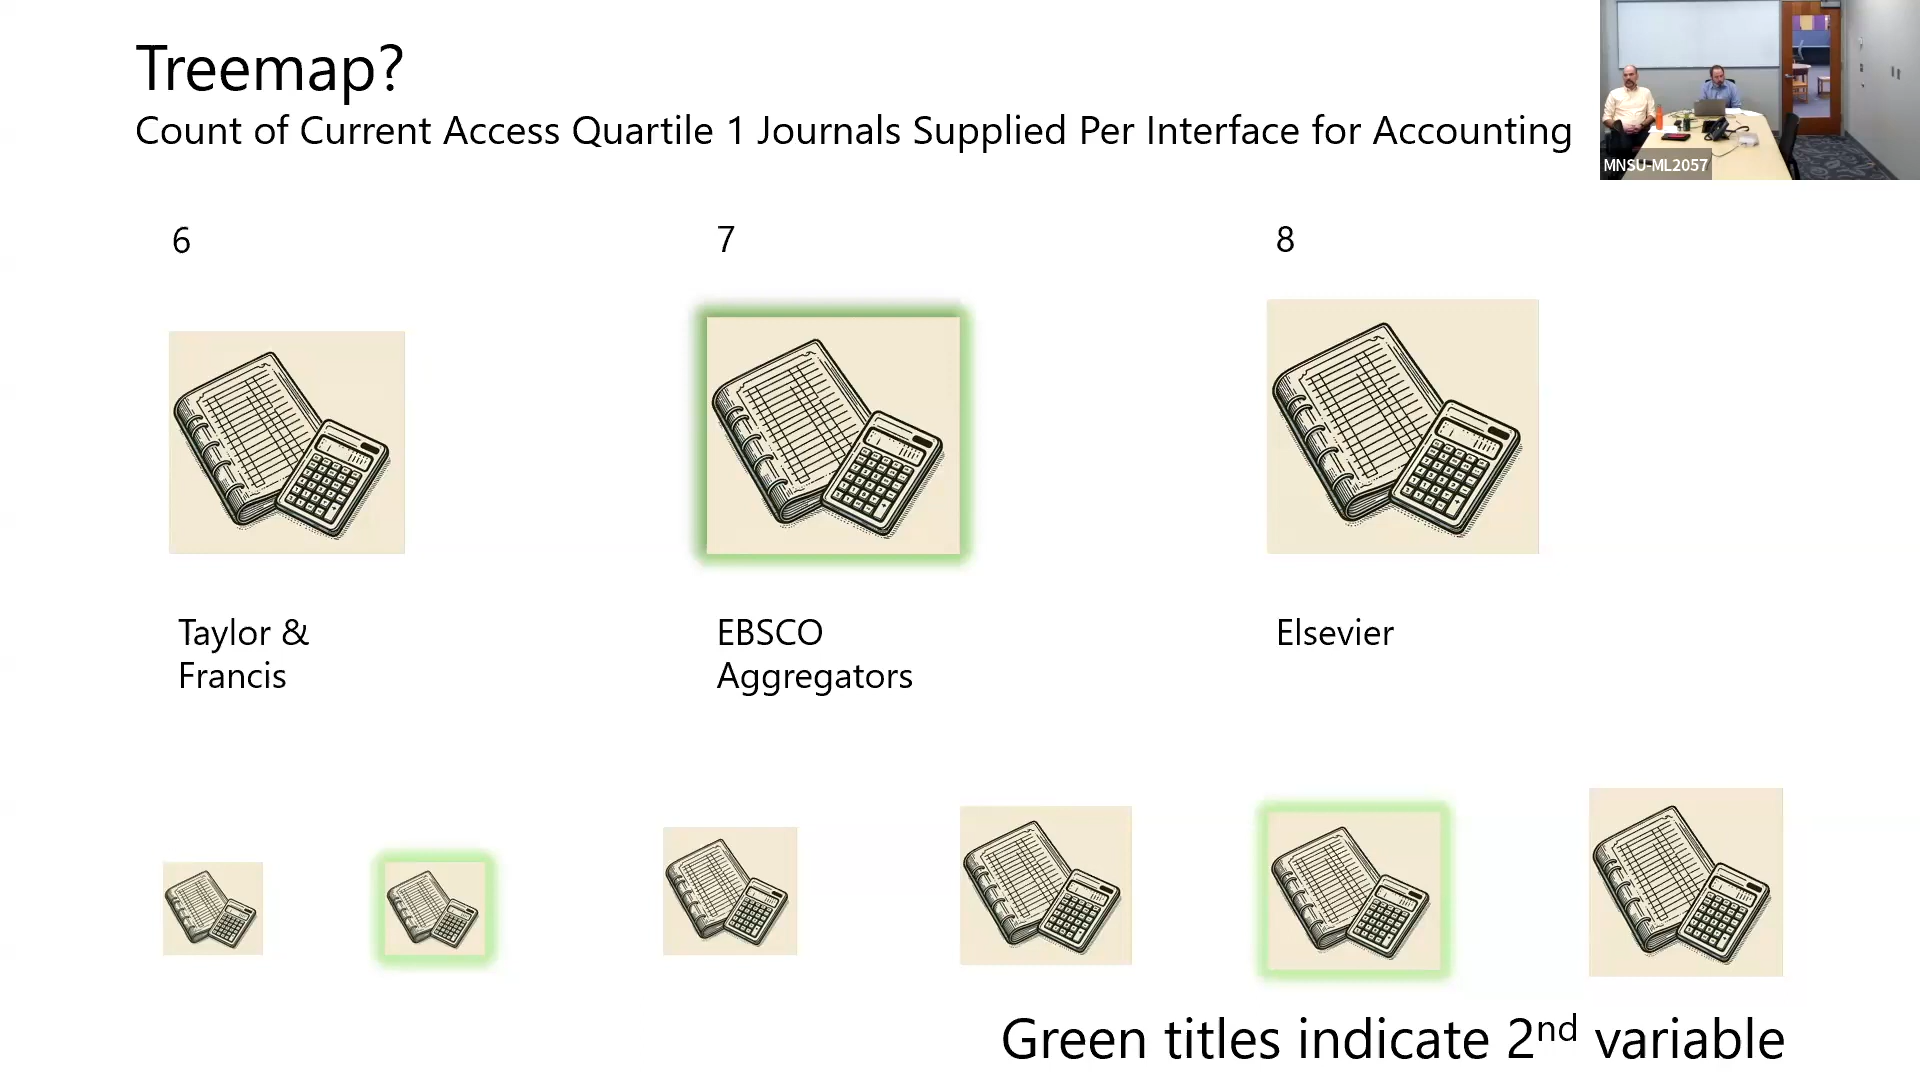 Treemap?
Count of Current Access Quartile 1 Journals Supplied Per Interface for Accounting
MNSU-ML2057
6
7
8
Taylor &
Francis
EBSCO
Aggregators
Elsevier
Green titles indicate 2nd variable